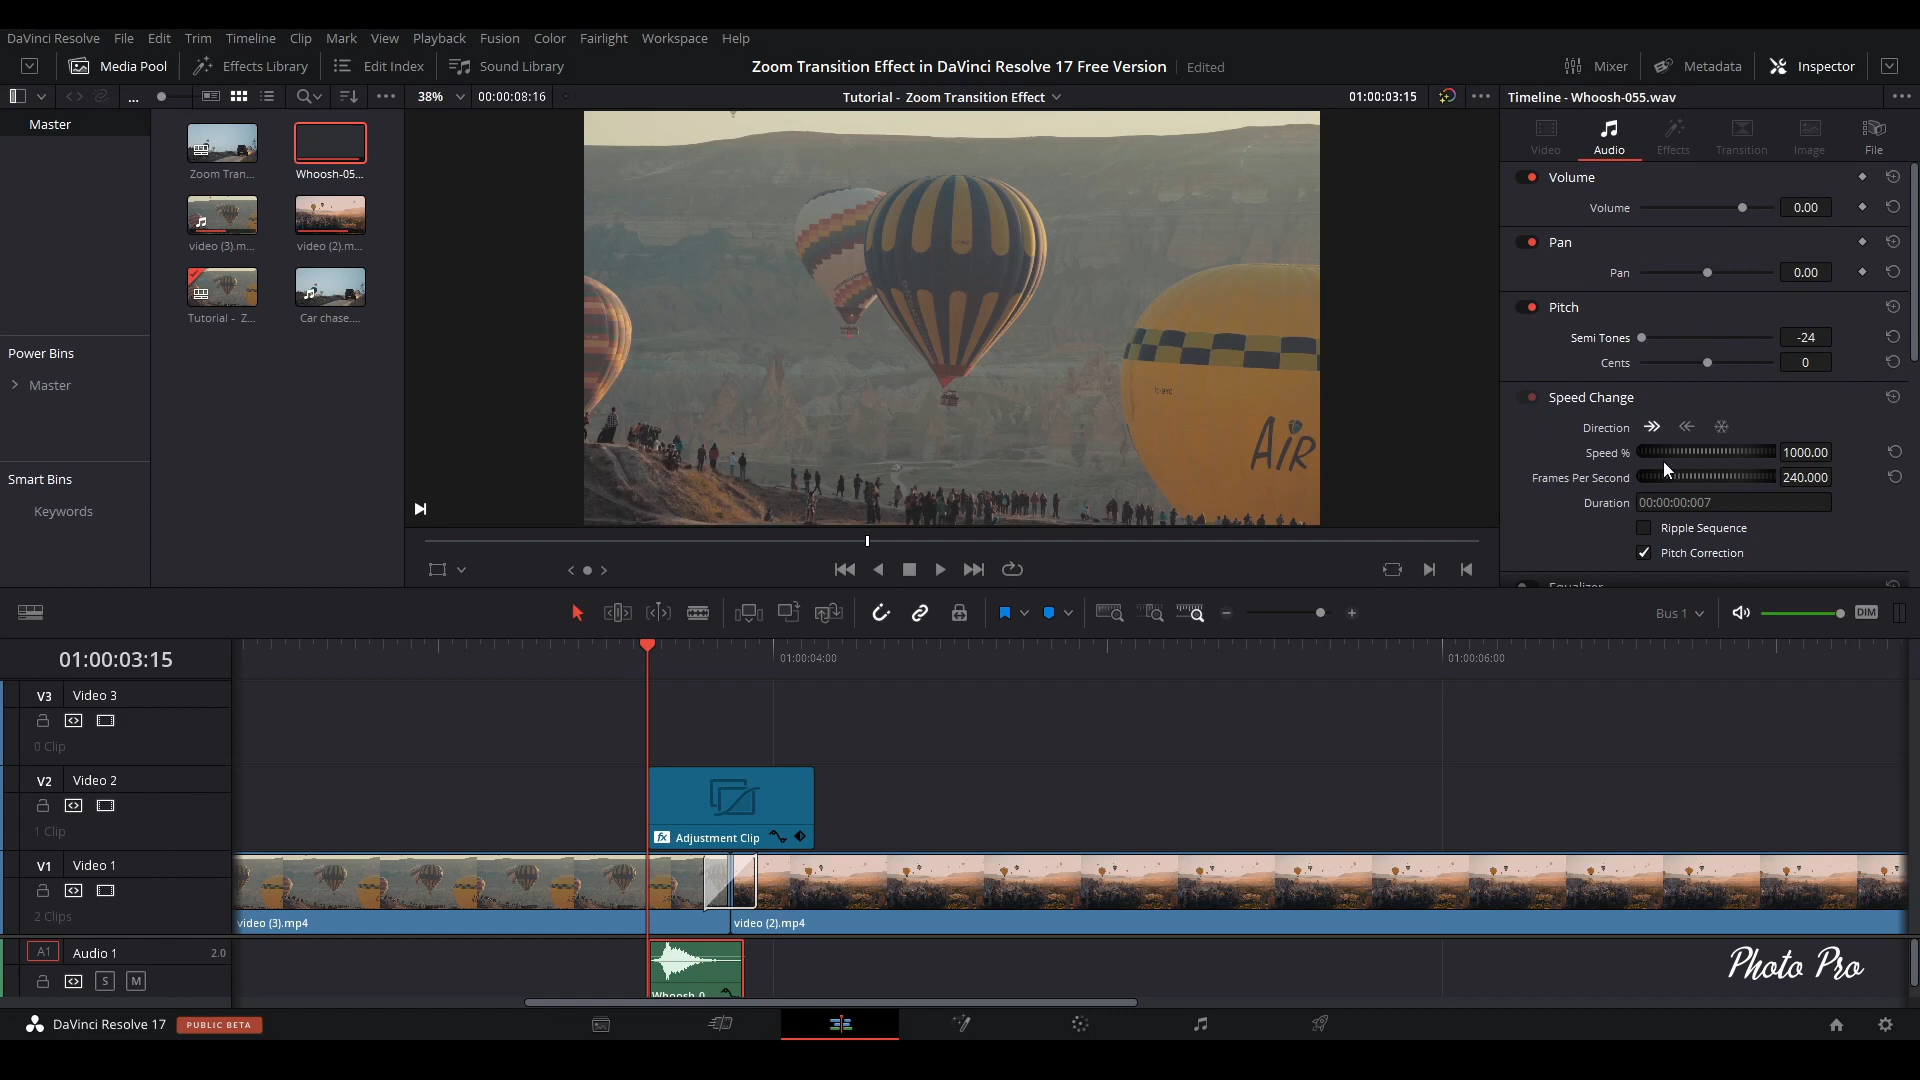 DaVinci Resolve File Edit Trim Timeline Clip Mark View Playback Fusion Color Fairlight Workspace Help
Media Pool Effects Library Edit Index Sound Library
Zoom Transition Effect in DaVinci Resolve 17 Free Version Edited
Mixer Metadata Inspector
38% 00:00:08:16 Tutorial - Zoom Transition Effect 01:00:03:15
Timeline - Whoosh-055.wav
Master
Video Audio Effects Transition Image File
Zoom Tran... Whoosh-05...
video (3).m... video (2).m...
Tutorial - Z... Car chase....
Power Bins
Master
Smart Bins
Keywords
AIR
Volume
Volume 0.00
Pan
Pan 0.00
Pitch
Semi Tones -24
Cents 0
Speed Change
Direction
Speed % 1000.00
Frames Per Second 240.000
Duration 00:00:00:007
Ripple Sequence
Pitch Correction
Bus 1 DIM
01:00:03:15
01:00:04:00 01:00:06:00
V3 Video 3
0 Clip
V2 Video 2
1 Clip
fx Adjustment Clip
V1 Video 1
2 Clips
video (3).mp4 video (2).mp4
A1 Audio 1 2.0
S M
Photo Pro
DaVinci Resolve 17 PUBLIC BETA